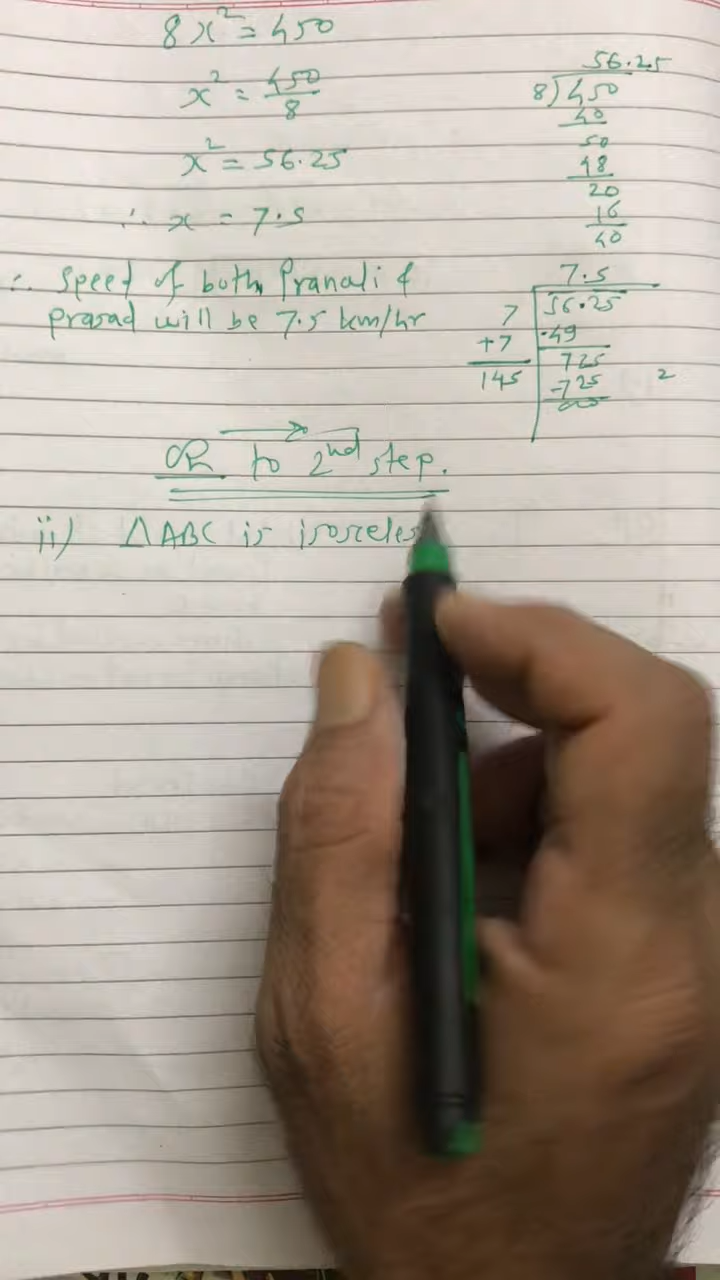 8x² = 450
x² = 450/8
x² = 56.25
∴ x = 7.5
∴ Speed of both Pranali &
prasad will be 7.5 km/hr
56.25
8)450
40
50
48
20
16
40
7.5
7 56.25
+7 49
145 725
-725
000
2
OR to 2nd step.
ii) △ABC is isosceles